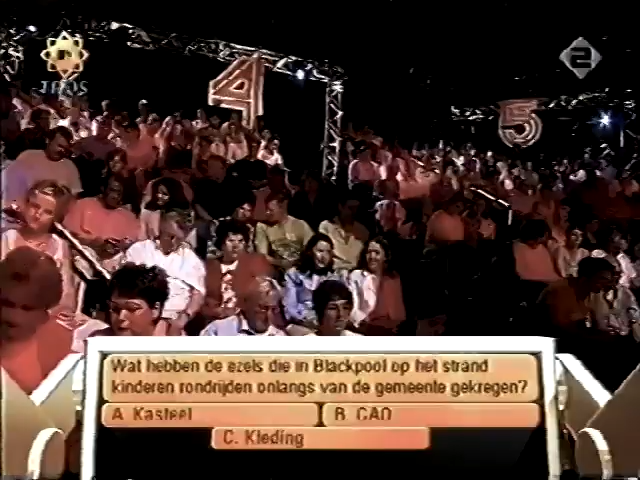 TROS
2
4
5
Wat hebben de ezels die in Blackpool op het strand
kinderen rondrijden onlangs van de gemeente gekregen?
A. Kasteel
B. CAO
C. Kleding